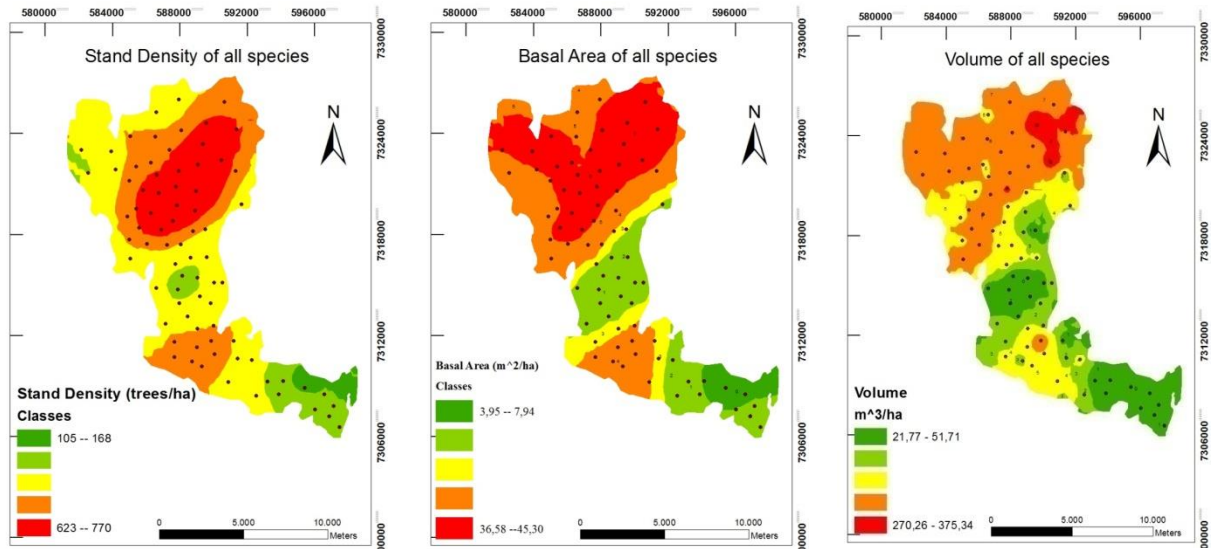 580000 584000 588000 592000 596000
7330000
Stand Density of all species
N
7324000
7318000
7312000
7306000
Stand Density (trees/ha)
Classes
105 -- 168
623 -- 770
0 5.000 10.000
Meters
580000 584000 588000 592000 596000
7330000
Basal Area of all species
N
7324000
7318000
7312000
7306000
Basal Area (m^2/ha)
Classes
3,95 -- 7,94
36,58 --45,30
0 5.000 10.000
Meters
580000 584000 588000 592000 596000
7330000
Volume of all species
N
7324000
7318000
7312000
7306000
Volume
m^3/ha
21,77 - 51,71
270,26 - 375,34
0 5.000 10.000
Meters